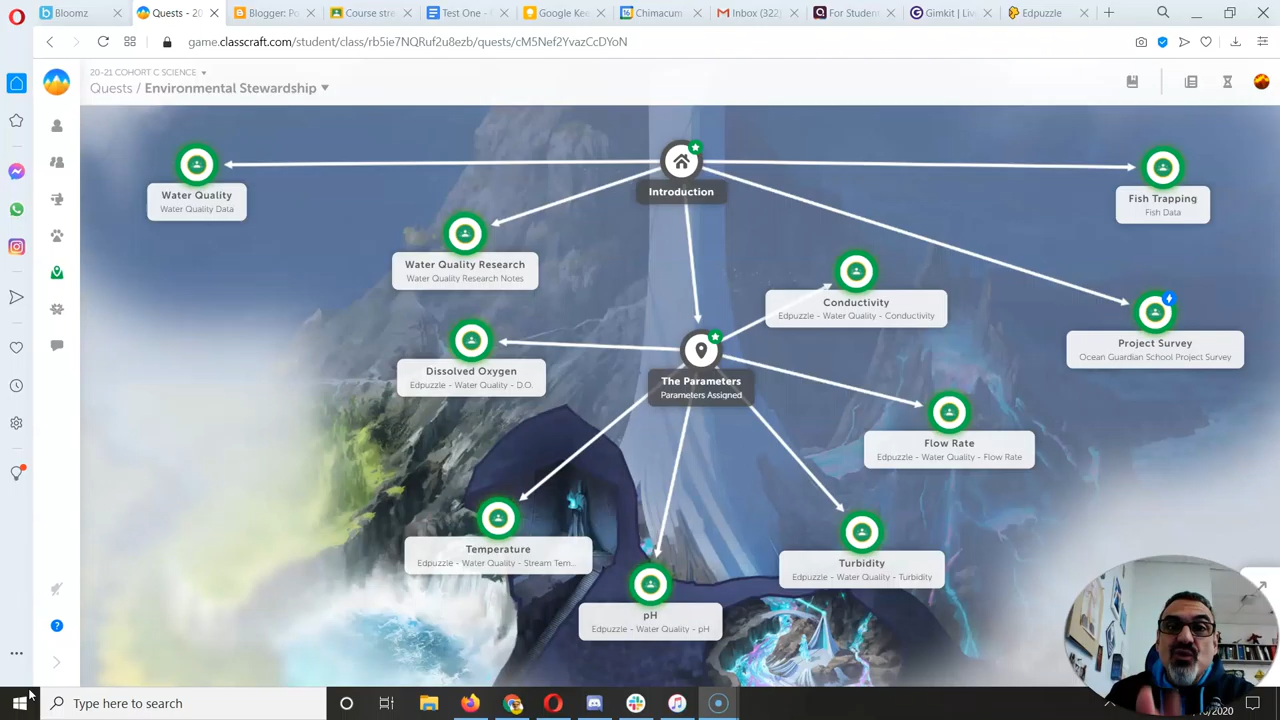 Bloomz
Quests - 20
Blogger: Po
Course stre
Test One -
Google Kee
Chimacum
Inbox (322)
For Student
Gimkit | Live
Edpuzzle
game.classcraft.com/student/class/rb5ie7NQRuf2u8ezb/quests/cM5Nef2YvazCcDYoN
20-21 COHORT C SCIENCE
Quests / Environmental Stewardship
Introduction
Water Quality
Water Quality Data
Fish Trapping
Fish Data
Water Quality Research
Water Quality Research Notes
Conductivity
Edpuzzle - Water Quality - Conductivity
Project Survey
Ocean Guardian School Project Survey
Dissolved Oxygen
Edpuzzle - Water Quality - D.O.
The Parameters
Parameters Assigned
Flow Rate
Edpuzzle - Water Quality - Flow Rate
Temperature
Edpuzzle - Water Quality - Stream Tem...
Turbidity
Edpuzzle - Water Quality - Turbidity
pH
Edpuzzle - Water Quality - pH
Type here to search